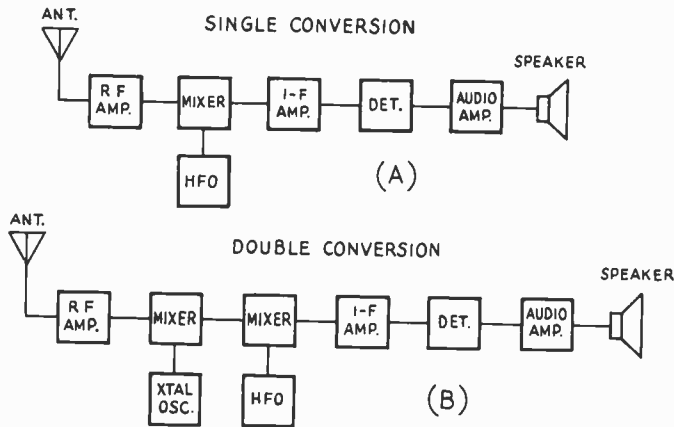 ANT.
SINGLE CONVERSION
SPEAKER
RF
AMP.
MIXER
I-F
AMP.
DET.
AUDIO
AMP.
HFO
(A)
ANT.
DOUBLE CONVERSION
SPEAKER
RF
AMP.
MIXER
MIXER
I-F
AMP.
DET.
AUDIO
AMP.
XTAL
OSC.
HFO
(B)